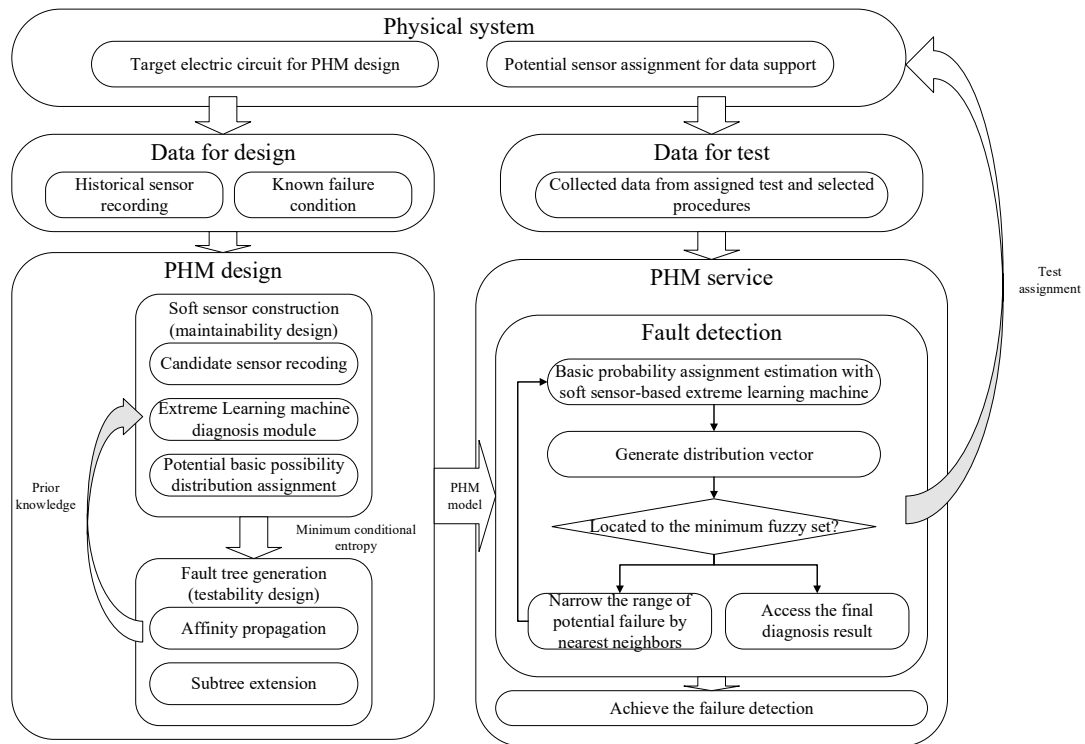 Physical system
Target electric circuit for PHM design
Potential sensor assignment for data support
Data for design
Historical sensor
recording
Known failure
condition
Data for test
Collected data from assigned test and selected
procedures
PHM design
Soft sensor construction
(maintainability design)
Candidate sensor recoding
Extreme Learning machine
diagnosis module
Potential basic possibility
distribution assignment
Prior
knowledge
Minimum conditional
entropy
Fault tree generation
(testability design)
Affinity propagation
Subtree extension
PHM
model
PHM service
Fault detection
Basic probability assignment estimation with
soft sensor-based extreme learning machine
Generate distribution vector
Located to the minimum fuzzy set?
Narrow the range of
potential failure by
nearest neighbors
Access the final
diagnosis result
Achieve the failure detection
Test
assignment